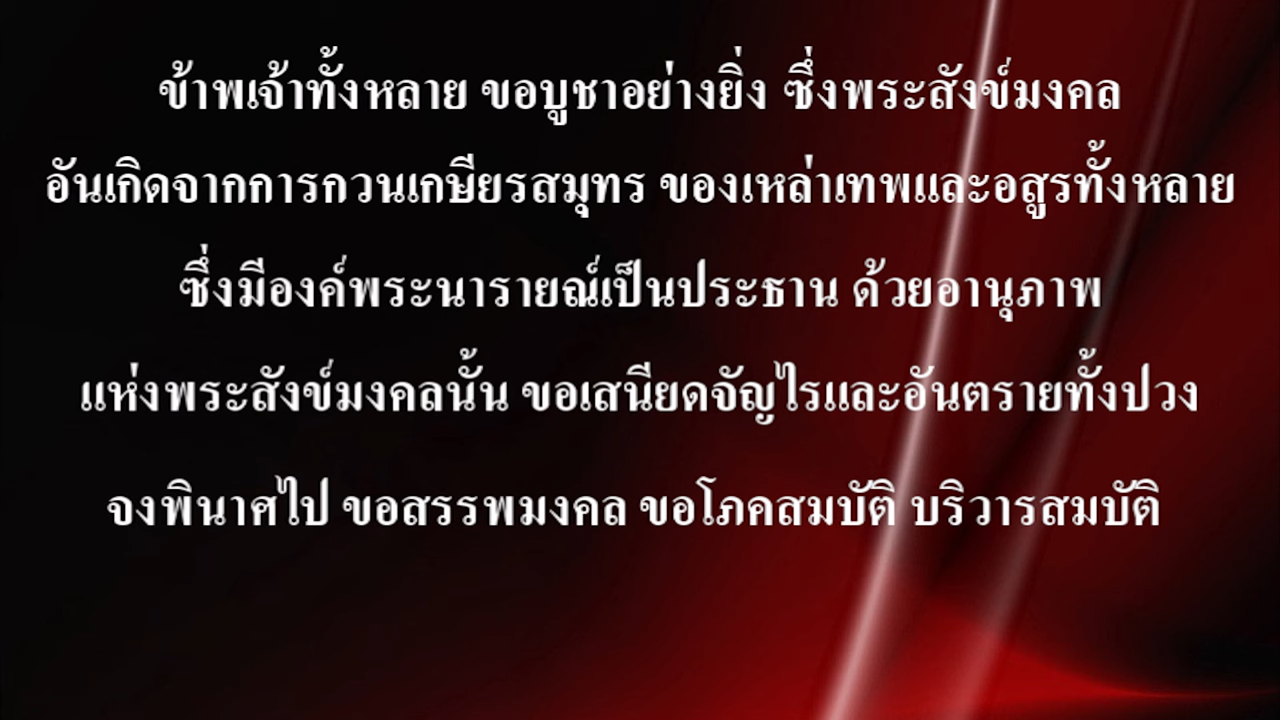 ข้าพเจ้าทั้งหลาย ขอบูชาอย่างยิ่ง ซึ่งพระสังข์มงคล
อันเกิดจากการกวนเกษียรสมุทร ของเหล่าเทพและอสูรทั้งหลาย
ซึ่งมีองค์พระนารายณ์เป็นประธาน ด้วยอานุภาพ
แห่งพระสังข์มงคลนั้น ขอเสนียดจัญไรและอันตรายทั้งปวง
จงพินาศไป ขอสรรพมงคล ขอโภคสมบัติ บริวารสมบัติ